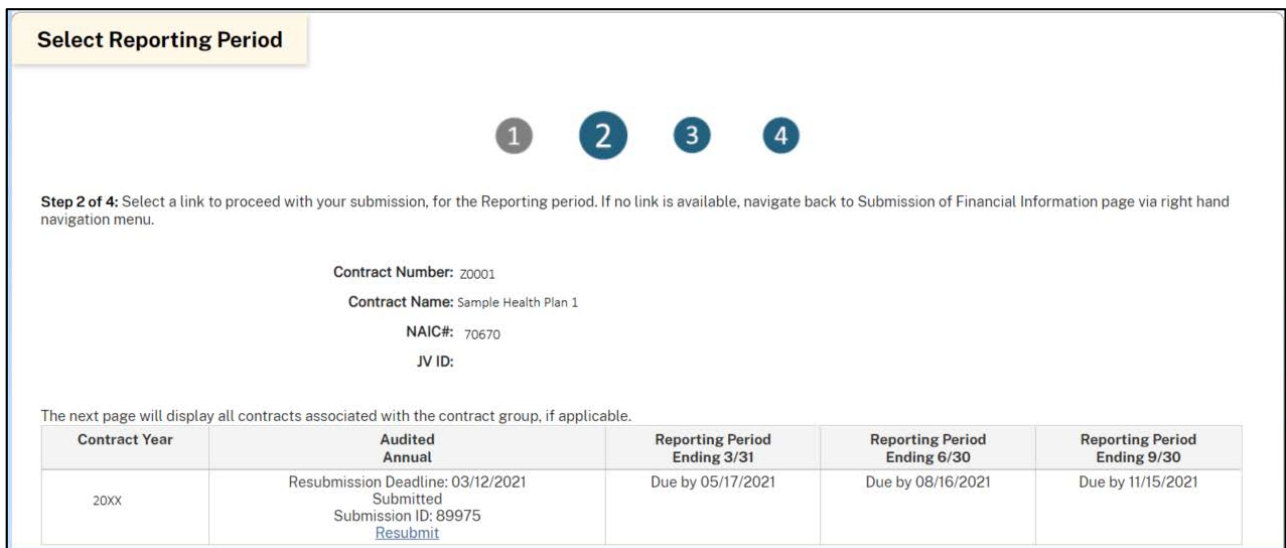 Select Reporting Period
1 2 3 4
Step 2 of 4: Select a link to proceed with your submission, for the Reporting period. If no link is available, navigate back to Submission of Financial Information page via right hand
navigation menu.
Contract Number: Z0001
Contract Name: Sample Health Plan 1
NAIC#: 70670
JV ID:
The next page will display all contracts associated with the contract group, if applicable.
Contract Year Audited Reporting Period Reporting Period Reporting Period
Annual Ending 3/31 Ending 6/30 Ending 9/30
Resubmission Deadline: 03/12/2021 Due by 05/17/2021 Due by 08/16/2021 Due by 11/15/2021
20XX Submitted
Submission ID: 89975
Resubmit